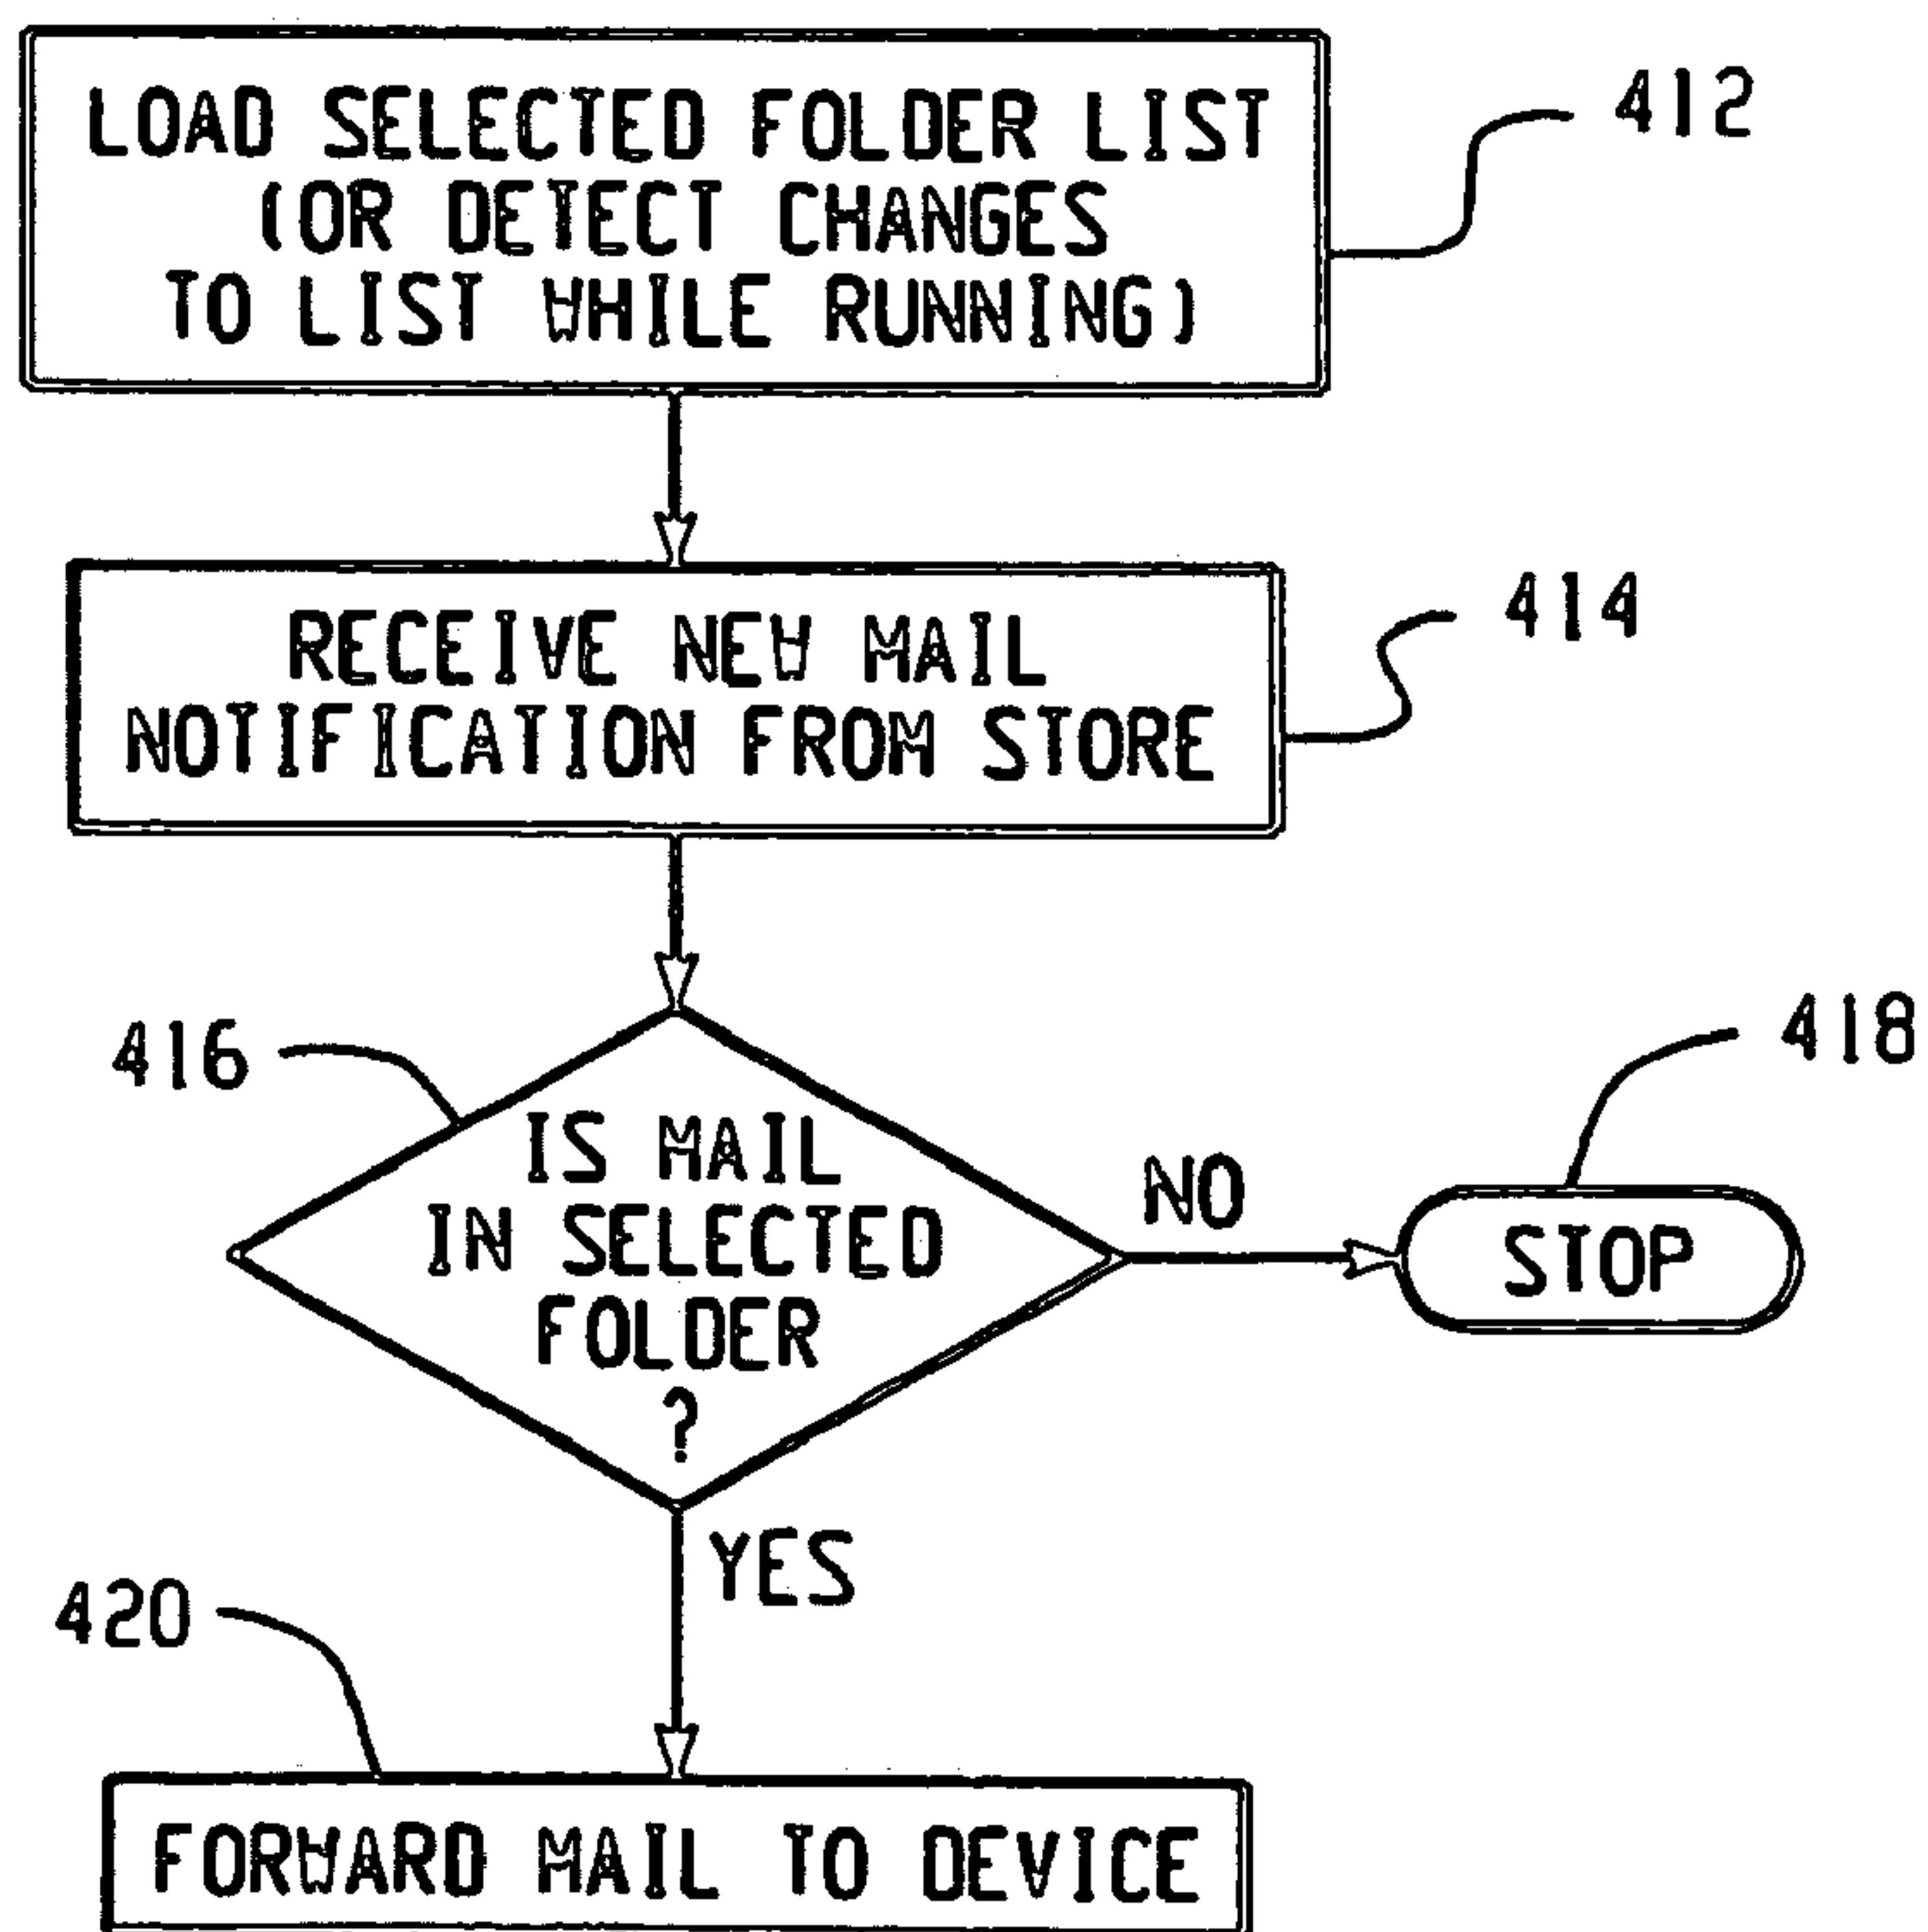 LOAD SELECTED FOLDER LIST
(OR DETECT CHANGES
TO LIST WHILE RUNNING)
412
RECEIVE NEW MAIL
NOTIFICATION FROM STORE
414
416
IS MAIL
IN SELECTED
FOLDER
?
NO
418
STOP
YES
420
FORWARD MAIL TO DEVICE